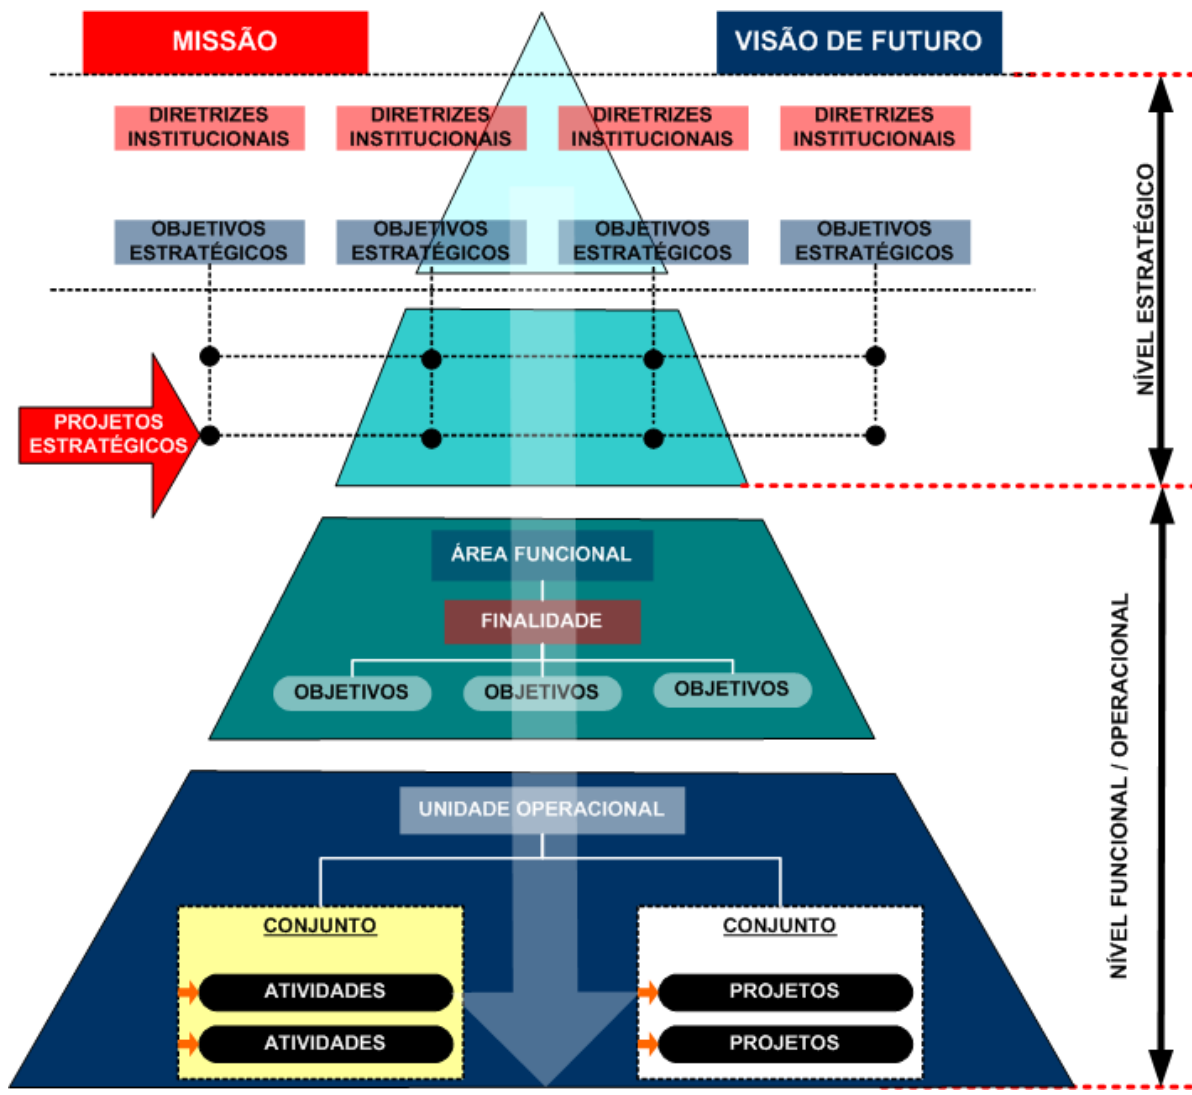 MISSÃO
VISÃO DE FUTURO
DIRETRIZES
INSTITUCIONAIS
DIRETRIZES
INSTITUCIONAIS
DIRETRIZES
INSTITUCIONAIS
DIRETRIZES
INSTITUCIONAIS
OBJETIVOS
ESTRATÉGICOS
OBJETIVOS
ESTRATÉGICOS
OBJETIVOS
ESTRATÉGICOS
OBJETIVOS
ESTRATÉGICOS
NÍVEL ESTRATÉGICO
PROJETOS
ESTRATÉGICOS
ÁREA FUNCIONAL
FINALIDADE
OBJETIVOS
OBJETIVOS
OBJETIVOS
NÍVEL FUNCIONAL / OPERACIONAL
UNIDADE OPERACIONAL
CONJUNTO
ATIVIDADES
ATIVIDADES
CONJUNTO
PROJETOS
PROJETOS